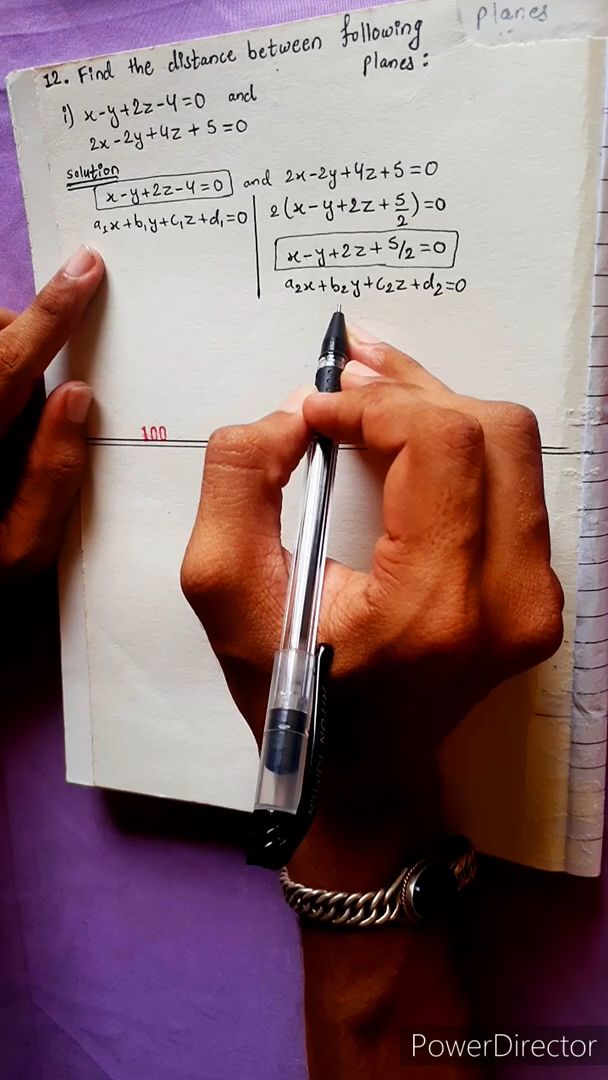 planes
12. Find the distance between following planes:
i) x-y+2z-4=0 and
2x-2y+4z+5=0
solution
x-y+2z-4=0 and 2x-2y+4z+5=0
a₁x+b₁y+c₁z+d₁=0
2(x-y+2z+5/2)=0
x-y+2z+5/2=0
a₂x+b₂y+c₂z+d₂=0
100
PowerDirector